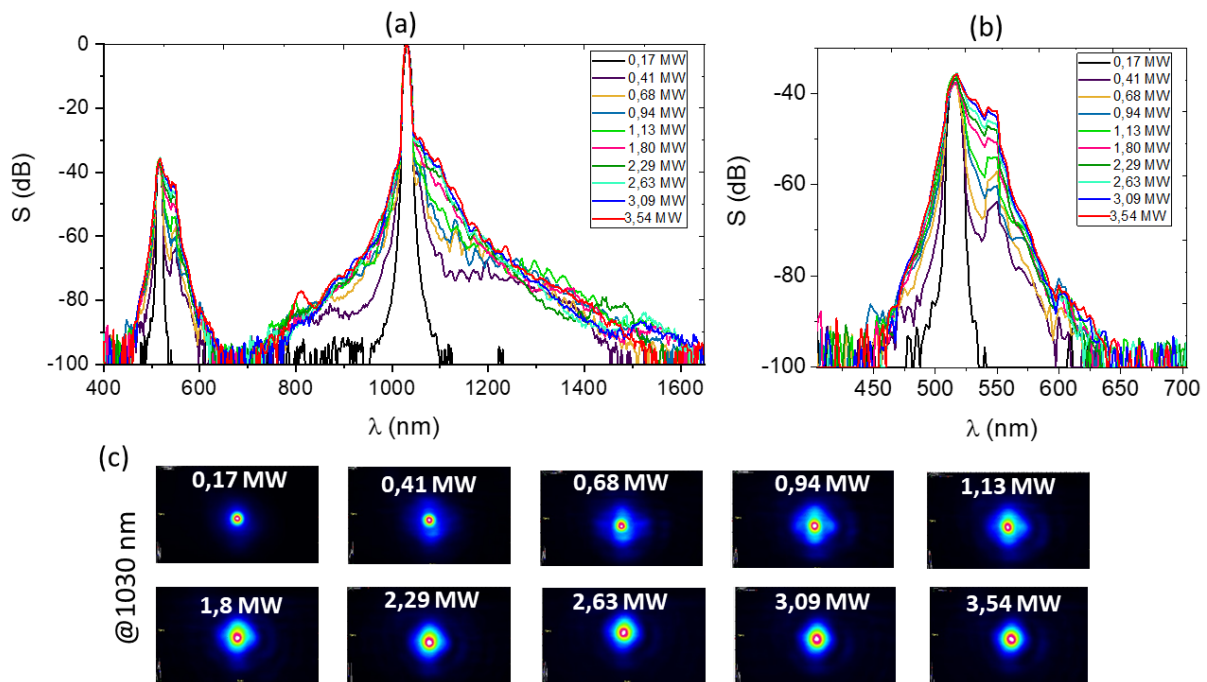 (a)
(b)
0
-20
-40
-60
-80
-100
S (dB)
400 600 800 1000 1200 1400 1600
λ (nm)
0,17 MW
0,41 MW
0,68 MW
0,94 MW
1,13 MW
1,80 MW
2,29 MW
2,63 MW
3,09 MW
3,54 MW
-40
-60
-80
-100
S (dB)
450 500 550 600 650 700
λ (nm)
0,17 MW
0,41 MW
0,68 MW
0,94 MW
1,13 MW
1,80 MW
2,29 MW
2,63 MW
3,09 MW
3,54 MW
(c)
@1030 nm
0,17 MW 0,41 MW 0,68 MW 0,94 MW 1,13 MW
1,8 MW 2,29 MW 2,63 MW 3,09 MW 3,54 MW